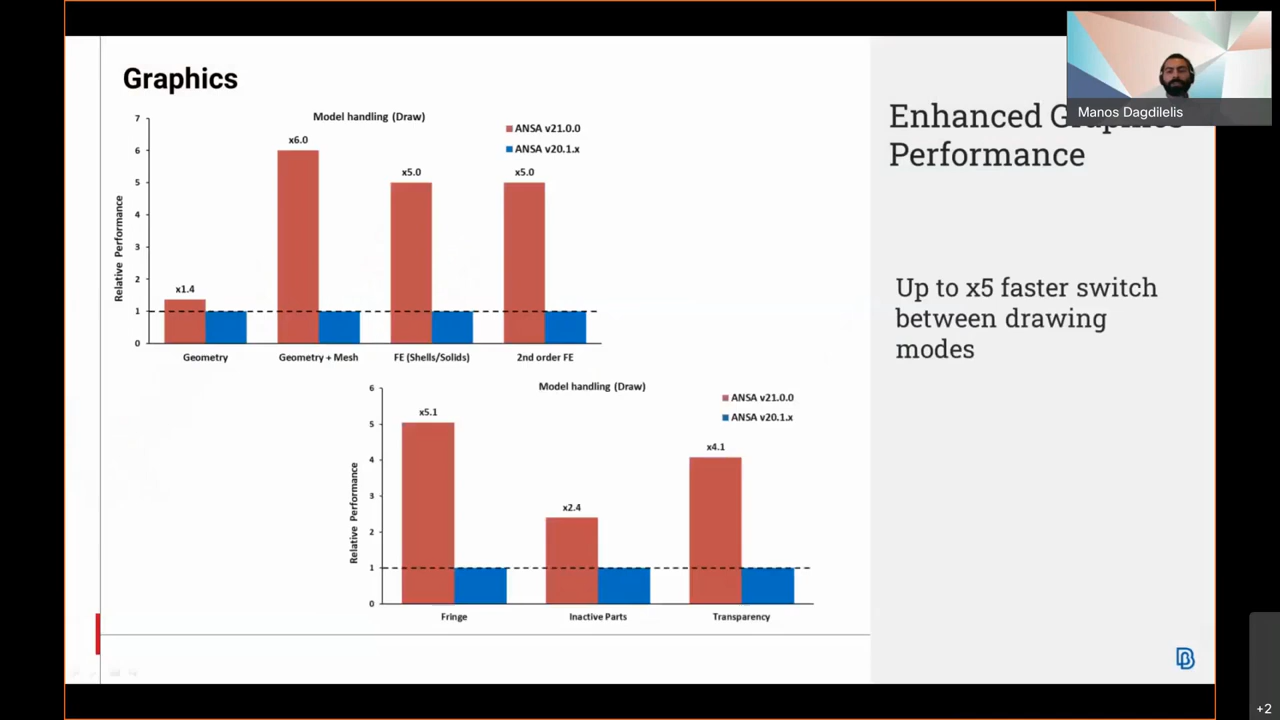 Graphics
Model handling (Draw)
ANSA v21.0.0
ANSA v20.1.x
7
6
5
4
3
2
1
0
Relative Performance
x1.4
x6.0
x5.0
x5.0
Geometry
Geometry + Mesh
FE (Shells/Solids)
2nd order FE
Model handling (Draw)
ANSA v21.0.0
ANSA v20.1.x
6
5
4
3
2
1
0
Relative Performance
x5.1
x2.4
x4.1
Fringe
Inactive Parts
Transparency
Manos Dagdilelis
Enhanced Graphics
Performance
Up to x5 faster switch
between drawing
modes
+2